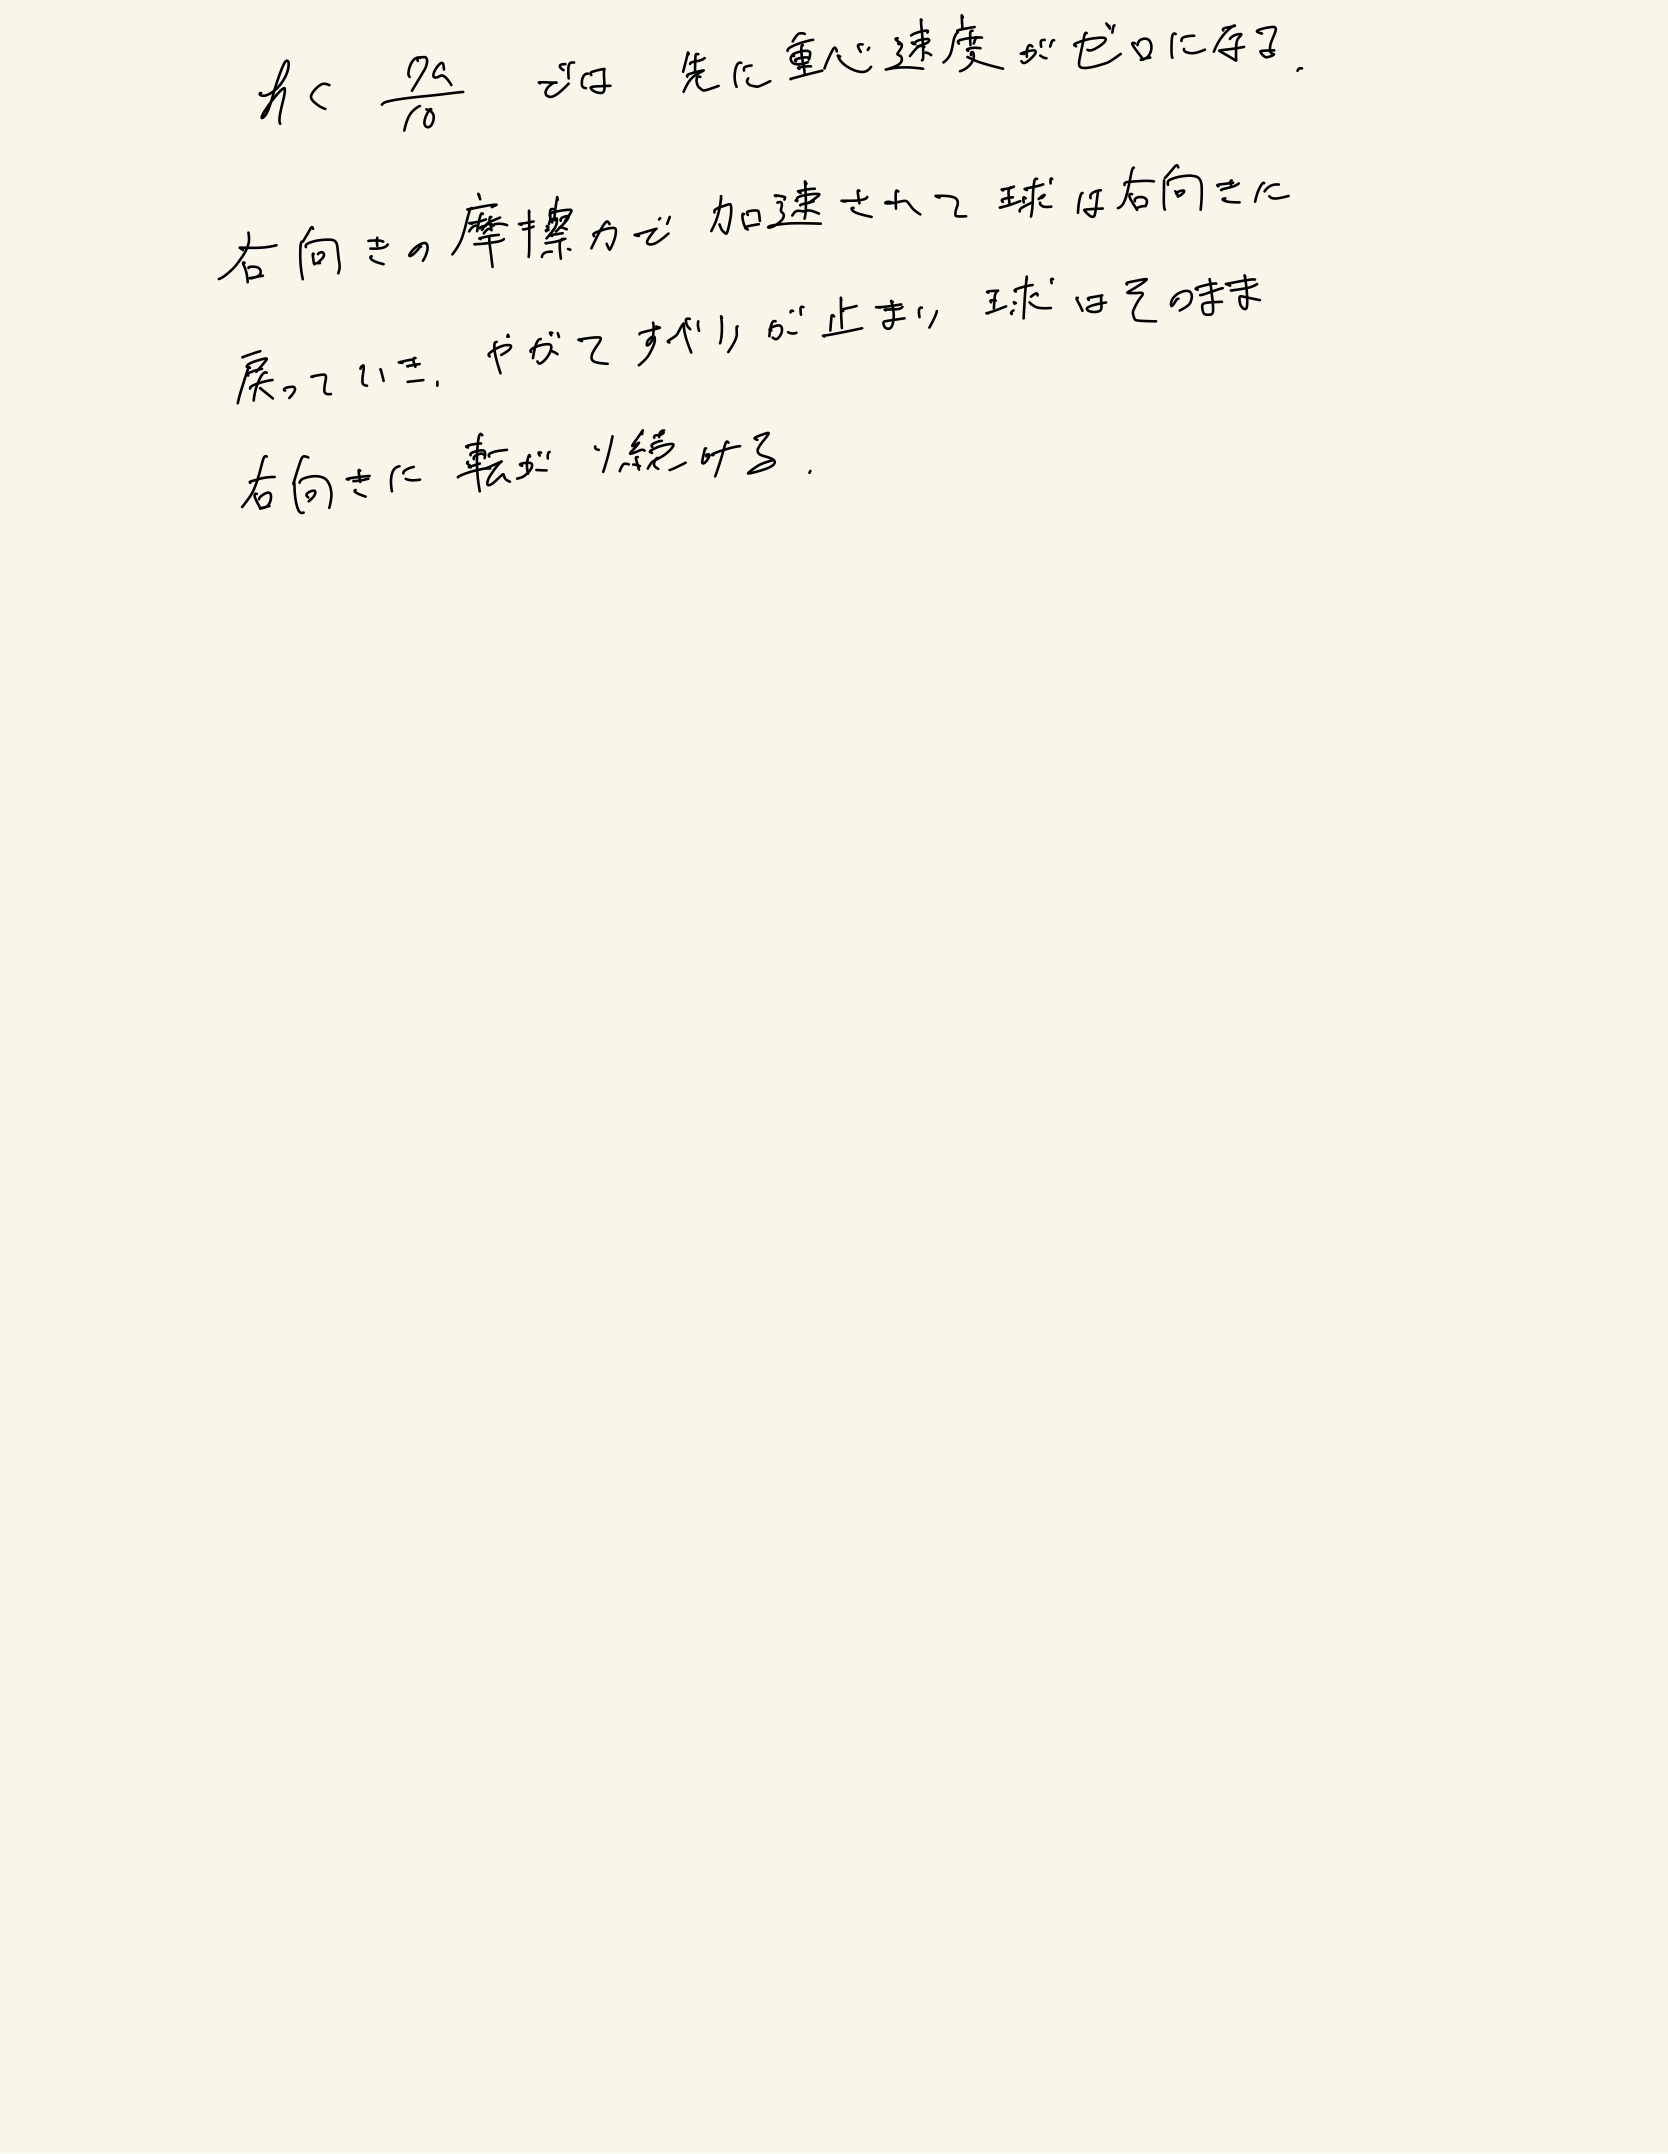 h < 7a/10 では 先に重心速度がゼロになる.
右向きの摩擦力で加速されて球は右向きに
戻っていき. やがてすべりが止まり球はそのまま
右向きに転がり続ける.